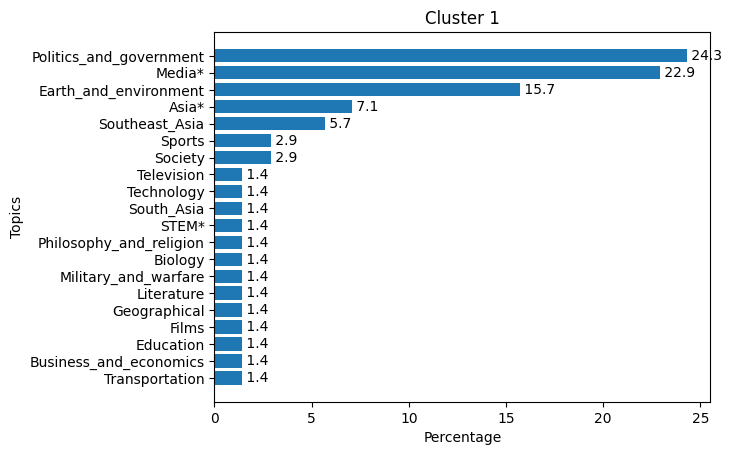 Cluster 1
Topics
Politics_and_government 24.3
Media* 22.9
Earth_and_environment 15.7
Asia* 7.1
Southeast_Asia 5.7
Sports 2.9
Society 2.9
Television 1.4
Technology 1.4
South_Asia 1.4
STEM* 1.4
Philosophy_and_religion 1.4
Biology 1.4
Military_and_warfare 1.4
Literature 1.4
Geographical 1.4
Films 1.4
Education 1.4
Business_and_economics 1.4
Transportation 1.4
0 5 10 15 20 25
Percentage